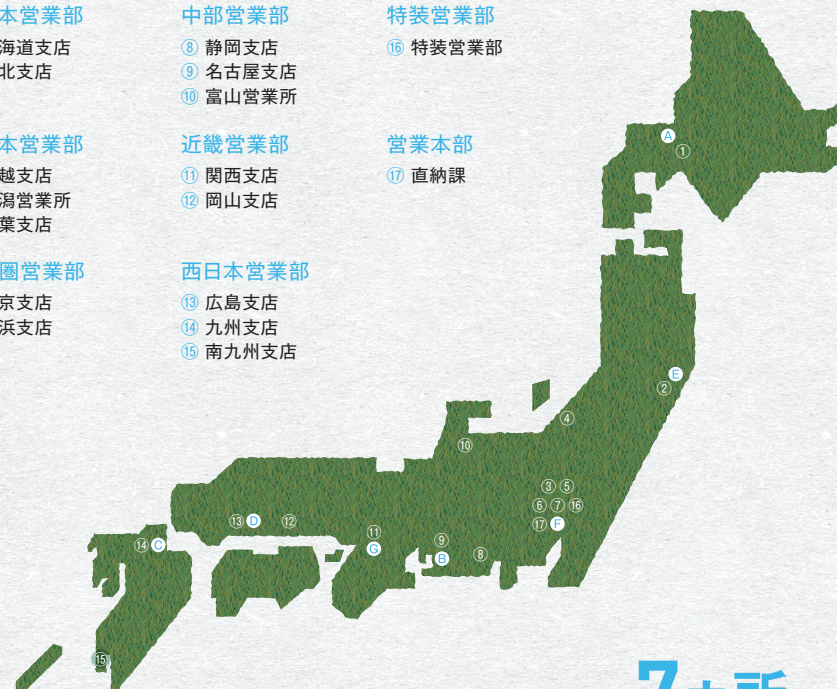 本営業部
海道支店
北支店
本営業部
越支店
潟営業所
葉支店
圏営業部
京支店
浜支店
中部営業部
⑧ 静岡支店
⑨ 名古屋支店
⑩ 富山営業所
近畿営業部
⑪ 関西支店
⑫ 岡山支店
西日本営業部
⑬ 広島支店
⑭ 九州支店
⑮ 南九州支店
特装営業部
⑯ 特装営業部
営業本部
⑰ 直納課
A
①
E
②
④
⑩
③ ⑤
⑥ ⑦ ⑯
⑰ F
⑬ D ⑫
⑪
G
⑨
B
⑧
⑭ C
⑮
7